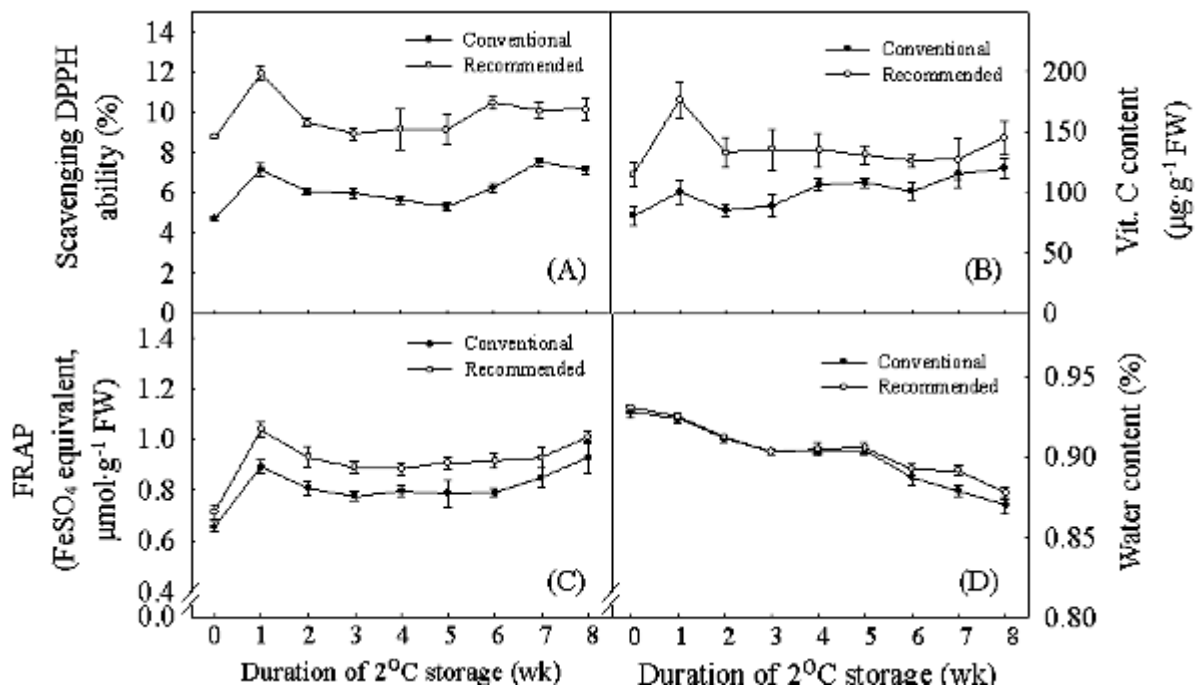 Scavenging DPPH
ability (%)
14
12
10
8
6
4
2
0
Conventional
Recommended
(A)
Conventional
Recommended
(B)
200
150
100
50
0
Vit. C content
(µg·g⁻¹ FW)
FRAP
(FeSO₄ equivalent,
µmol·g⁻¹ FW)
1.4
1.2
1.0
0.8
0.6
0.4
0.0
Conventional
Recommended
(C)
Conventional
Recommended
(D)
0.95
0.90
0.85
0.80
Water content (%)
0 1 2 3 4 5 6 7 8
0 1 2 3 4 5 6 7 8
Duration of 2⁰C storage (wk)
Duration of 2⁰C storage (wk)